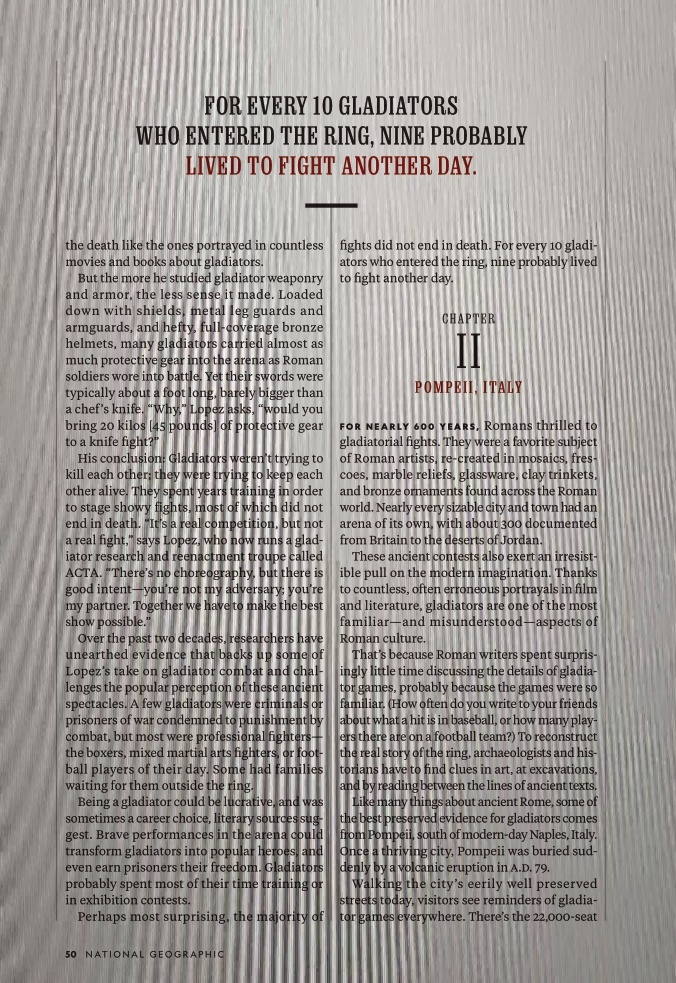 FOR EVERY 10 GLADIATORS
WHO ENTERED THE RING, NINE PROBABLY
LIVED TO FIGHT ANOTHER DAY.
the death like the ones portrayed in countless
movies and books about gladiators.
But the more he studied gladiator weaponry
and armor, the less sense it made. Loaded
down with shields, metal leg guards and
armguards, and hefty, full-coverage bronze
helmets, many gladiators carried almost as
much protective gear into the arena as Roman
soldiers wore into battle. Yet their swords were
typically about a foot long, barely bigger than
a chef’s knife. “Why,” Lopez asks, “would you
bring 20 kilos [45 pounds] of protective gear
to a knife fight?”
His conclusion: Gladiators weren’t trying to
kill each other; they were trying to keep each
other alive. They spent years training in order
to stage showy fights, most of which did not
end in death. “It’s a real competition, but not
a real fight,” says Lopez, who now runs a glad-
iator research and reenactment troupe called
ACTA. “There’s no choreography, but there is
good intent—you’re not my adversary; you’re
my partner. Together we have to make the best
show possible.”
Over the past two decades, researchers have
unearthed evidence that backs up some of
Lopez’s take on gladiator combat and chal-
lenges the popular perception of these ancient
spectacles. A few gladiators were criminals or
prisoners of war condemned to punishment by
combat, but most were professional fighters—
the boxers, mixed martial arts fighters, or foot-
ball players of their day. Some had families
waiting for them outside the ring.
Being a gladiator could be lucrative, and was
sometimes a career choice, literary sources sug-
gest. Brave performances in the arena could
transform gladiators into popular heroes, and
even earn prisoners their freedom. Gladiators
probably spent most of their time training or
in exhibition contests.
Perhaps most surprising, the majority of
fights did not end in death. For every 10 gladi-
ators who entered the ring, nine probably lived
to fight another day.
CHAPTER
II
POMPEII, ITALY
FOR NEARLY 600 YEARS, Romans thrilled to
gladiatorial fights. They were a favorite subject
of Roman artists, re-created in mosaics, fres-
coes, marble reliefs, glassware, clay trinkets,
and bronze ornaments found across the Roman
world. Nearly every sizable city and town had an
arena of its own, with about 300 documented
from Britain to the deserts of Jordan.
These ancient contests also exert an irresist-
ible pull on the modern imagination. Thanks
to countless, often erroneous portrayals in film
and literature, gladiators are one of the most
familiar—and misunderstood—aspects of
Roman culture.
That’s because Roman writers spent surpris-
ingly little time discussing the details of gladia-
tor games, probably because the games were so
familiar. (How often do you write to your friends
about what a hit is in baseball, or how many play-
ers there are on a football team?) To reconstruct
the real story of the ring, archaeologists and his-
torians have to find clues in art, at excavations,
and by reading between the lines of ancient texts.
Like many things about ancient Rome, some of
the best preserved evidence for gladiators comes
from Pompeii, south of modern-day Naples, Italy.
Once a thriving city, Pompeii was buried sud-
denly by a volcanic eruption in A.D. 79.
Walking the city’s eerily well preserved
streets today, visitors see reminders of gladia-
tor games everywhere. There’s the 22,000-seat
50 NATIONAL GEOGRAPHIC